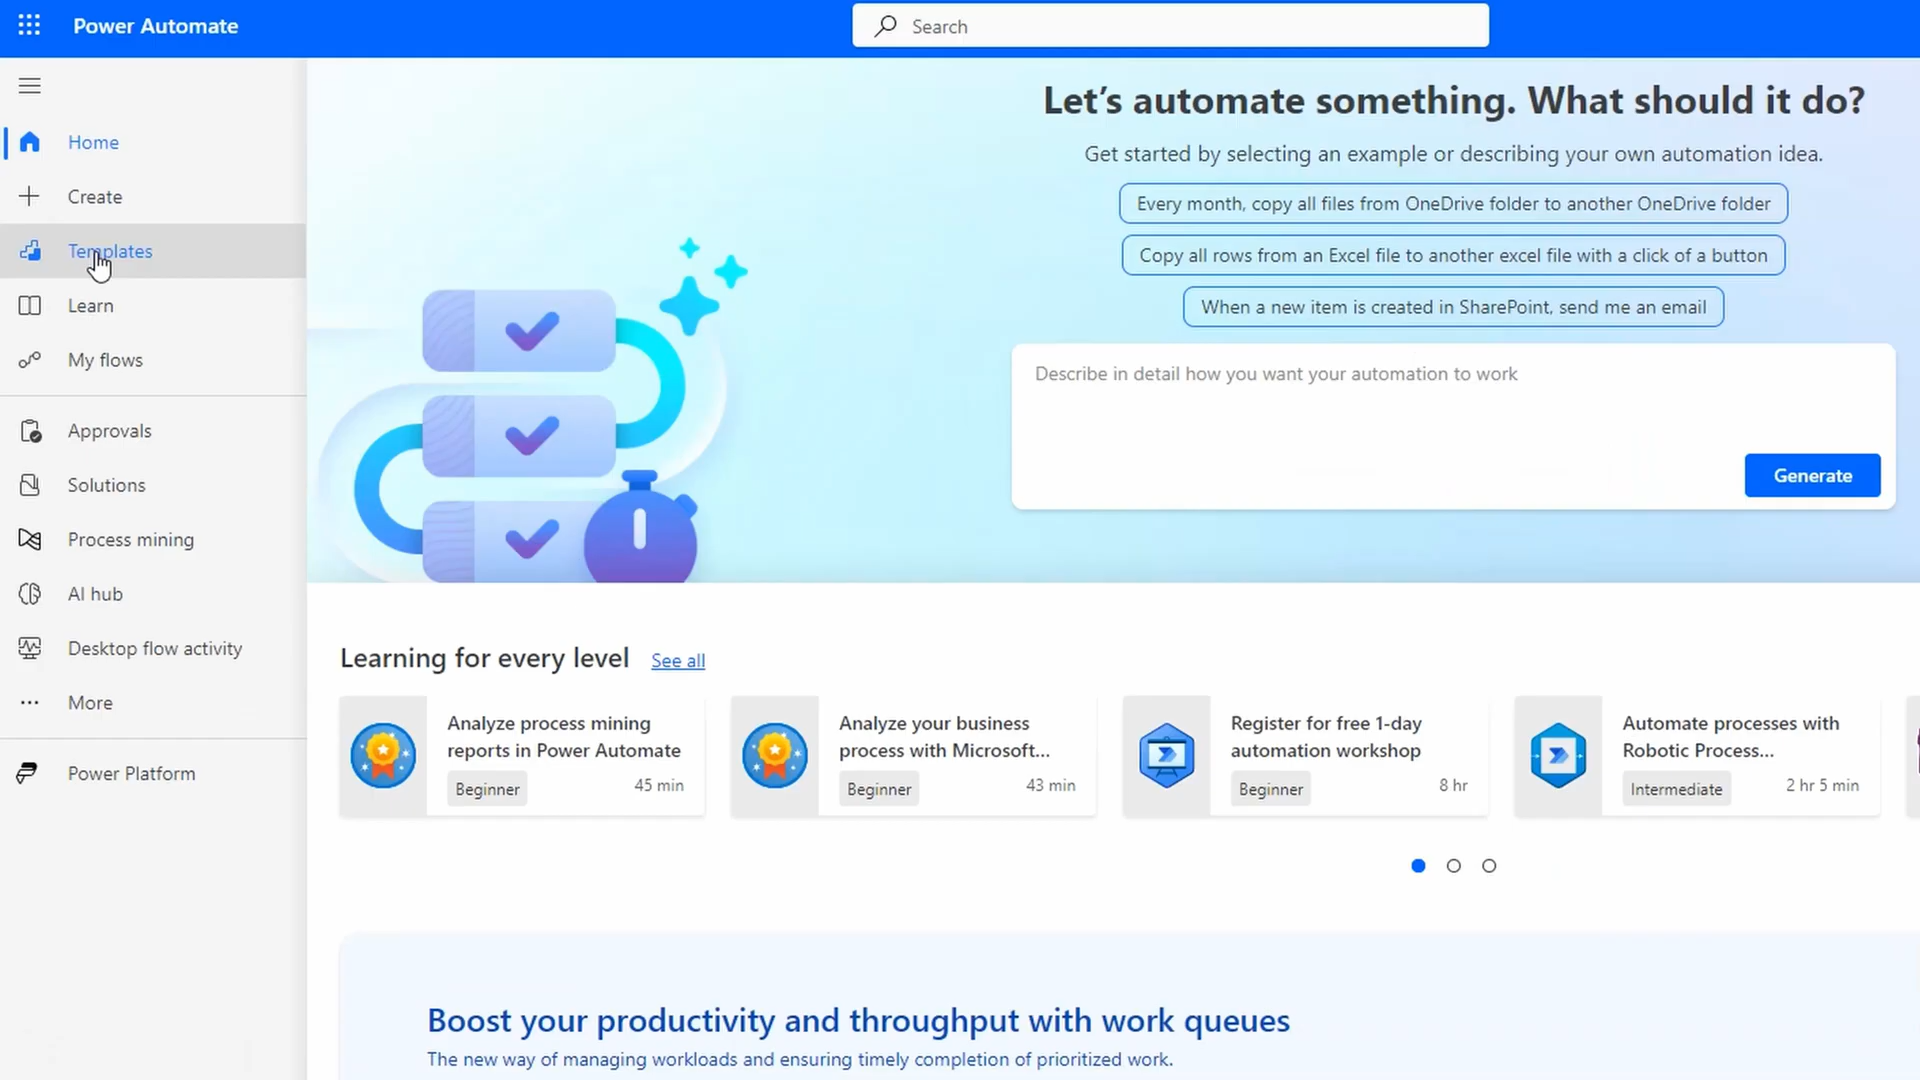 Power Automate
Search
Home
Create
Templates
Learn
My flows
Approvals
Solutions
Process mining
AI hub
Desktop flow activity
More
Power Platform
Let's automate something. What should it do?
Get started by selecting an example or describing your own automation idea.
Every month, copy all files from OneDrive folder to another OneDrive folder
Copy all rows from an Excel file to another excel file with a click of a button
When a new item is created in SharePoint, send me an email
Describe in detail how you want your automation to work
Generate
Learning for every level See all
Analyze process mining
reports in Power Automate
Beginner 45 min
Analyze your business
process with Microsoft...
Beginner 43 min
Register for free 1-day
automation workshop
Beginner 8 hr
Automate processes with
Robotic Process...
Intermediate 2 hr 5 min
Boost your productivity and throughput with work queues
The new way of managing workloads and ensuring timely completion of prioritized work.